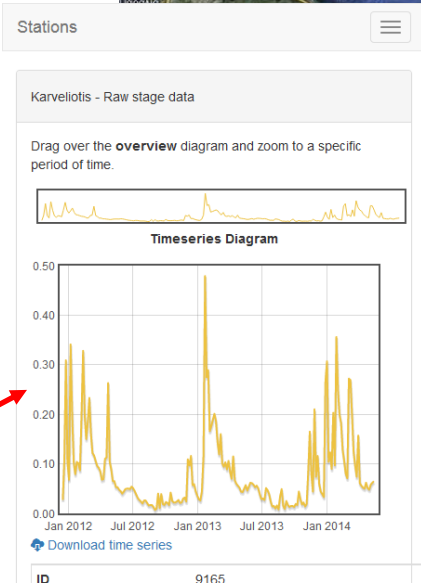 Stations
Karveliotis - Raw stage data
Drag over the overview diagram and zoom to a specific
period of time.
Timeseries Diagram
0.50
0.40
0.30
0.20
0.10
0.00
Jan 2012 Jul 2012 Jan 2013 Jul 2013 Jan 2014
Download time series
ID 9165